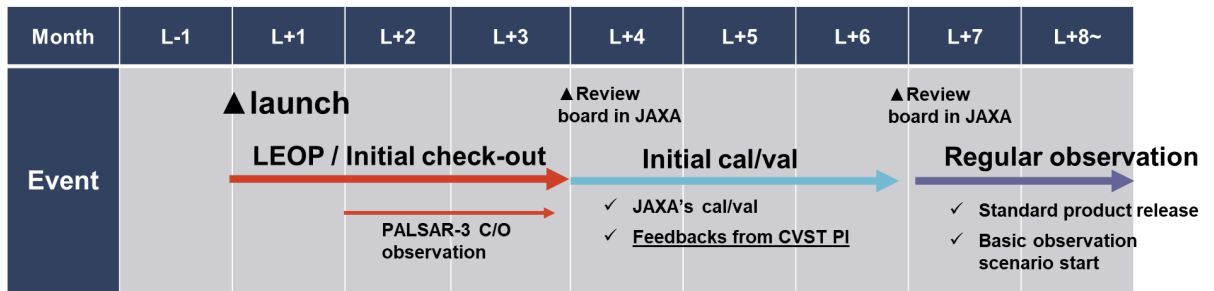 Month L-1 L+1 L+2 L+3 L+4 L+5 L+6 L+7 L+8~
Event
▲launch
▲Review
board in JAXA
▲Review
board in JAXA
LEOP / Initial check-out
Initial cal/val
Regular observation
PALSAR-3 C/O
observation
✓ JAXA's cal/val
✓ Feedbacks from CVST PI
✓ Standard product release
✓ Basic observation
scenario start